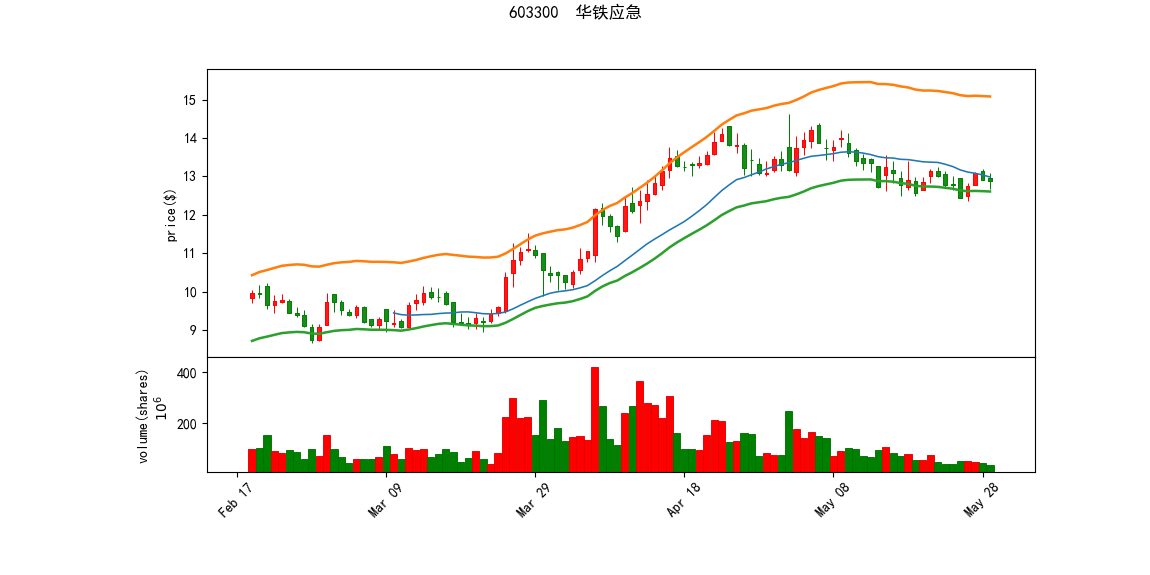 603300 华铁应急
price($)
15
14
13
12
11
10
9
volume(shares)
10^6
400
200
Feb 17
Mar 09
Mar 29
Apr 18
May 08
May 28